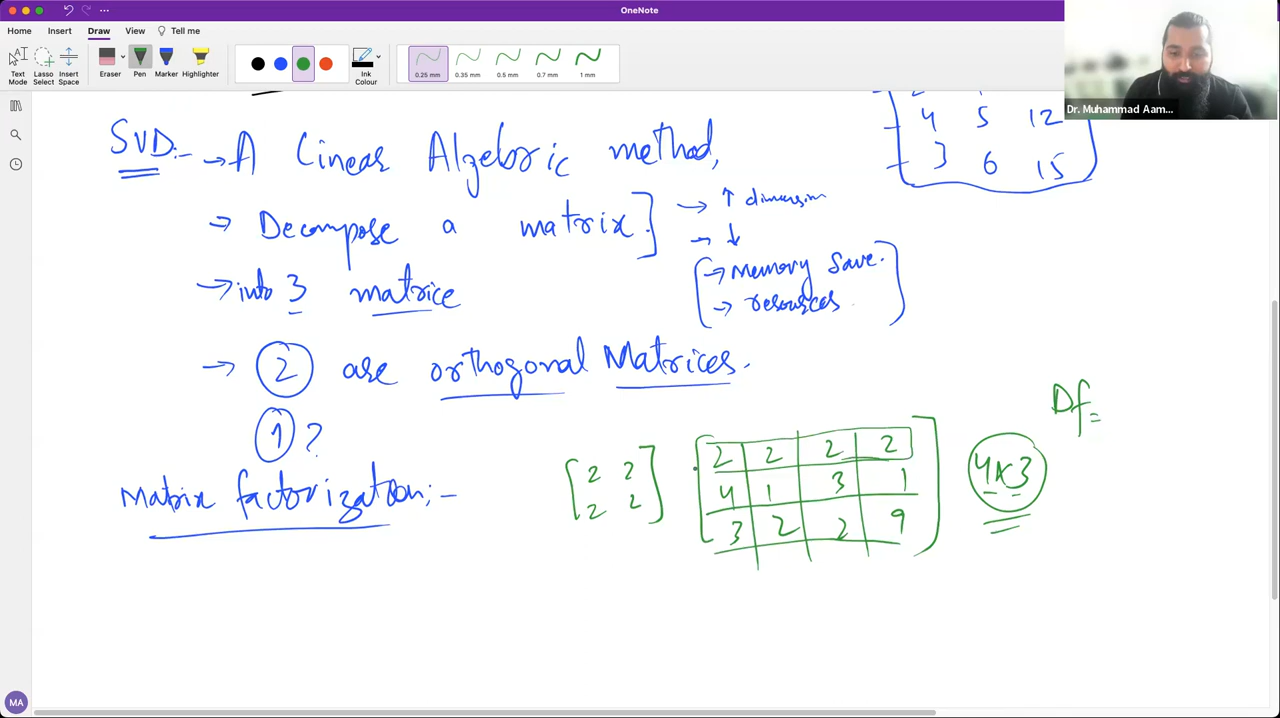 OneNote
Home Insert Draw View Tell me
Eraser Pen Marker Highlighter
Text Mode
Lasso Select
Insert Space
Ink Colour
0.25 mm 0.35 mm 0.5 mm 0.7 mm 1 mm
Dr. Muhammad Aam...
4 5 12
3 6 15
SVD:- → A Linear Algebric method,
→ Decompose a matrix.] → ↑ dimension
→ ↓
→ into 3 matrice
[→ Memory Save.
→ resources
→ ② are orthogonal Matrices.
① ?
Df =
Matrix factorization:-
2 2
2 2
2 2 2 2
4 1 3 1
3 2 2 9
4x3
MA